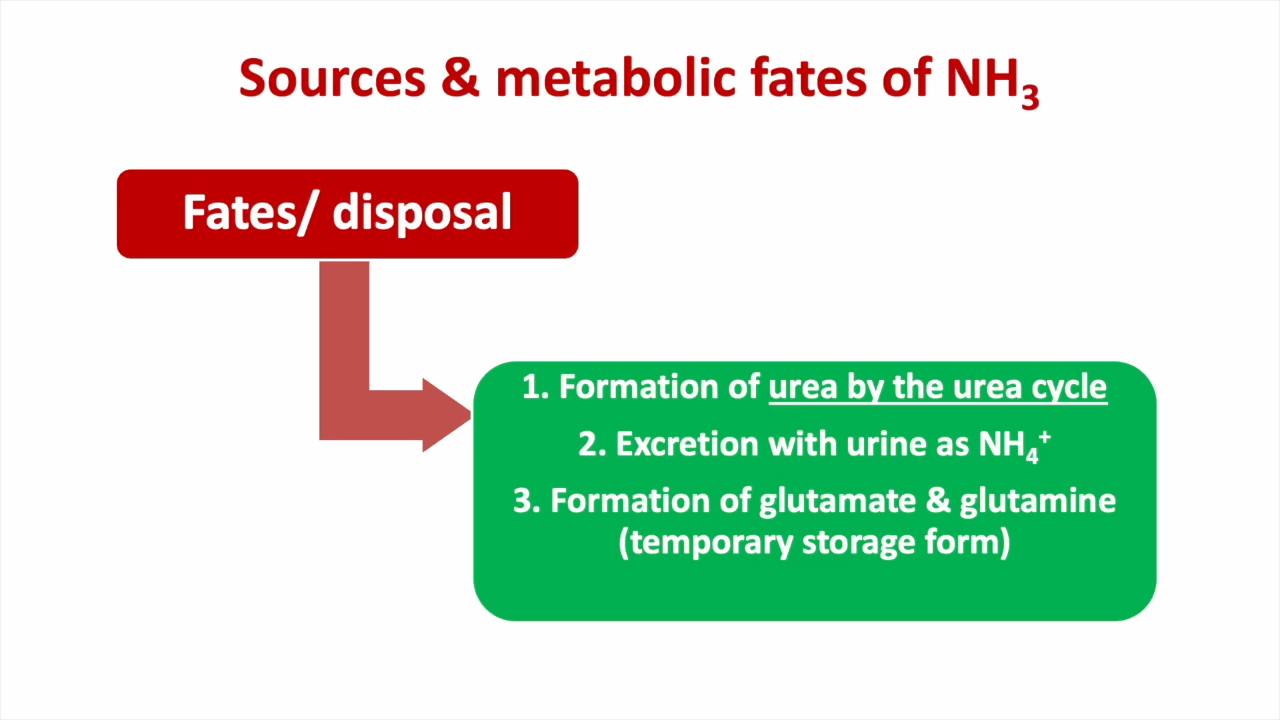 Sources & metabolic fates of NH₃
Fates/ disposal
1. Formation of urea by the urea cycle
2. Excretion with urine as NH₄⁺
3. Formation of glutamate & glutamine
(temporary storage form)